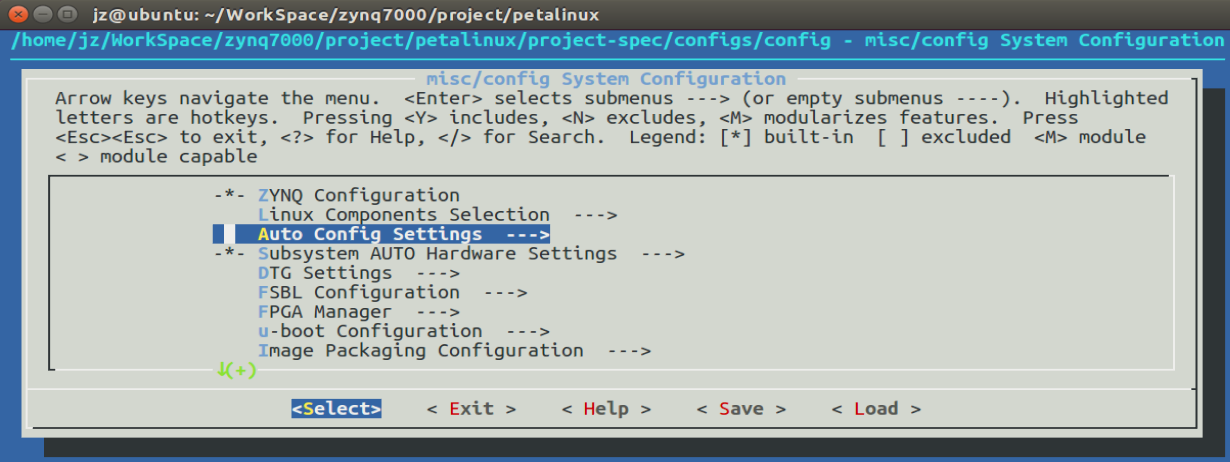 jz@ubuntu: ~/WorkSpace/zynq7000/project/petalinux
/home/jz/WorkSpace/zynq7000/project/petalinux/project-spec/configs/config - misc/config System Configuration
misc/config System Configuration
Arrow keys navigate the menu.  <Enter> selects submenus ---> (or empty submenus ----).  Highlighted
letters are hotkeys.  Pressing <Y> includes, <N> excludes, <M> modularizes features.  Press
<Esc><Esc> to exit, <?> for Help, </> for Search.  Legend: [*] built-in  [ ] excluded  <M> module
< > module capable
-*- ZYNQ Configuration
Linux Components Selection  --->
Auto Config Settings  --->
-*- Subsystem AUTO Hardware Settings  --->
DTG Settings  --->
FSBL Configuration  --->
FPGA Manager  --->
u-boot Configuration  --->
Image Packaging Configuration  --->
↓(+)
<Select>    < Exit >    < Help >    < Save >    < Load >